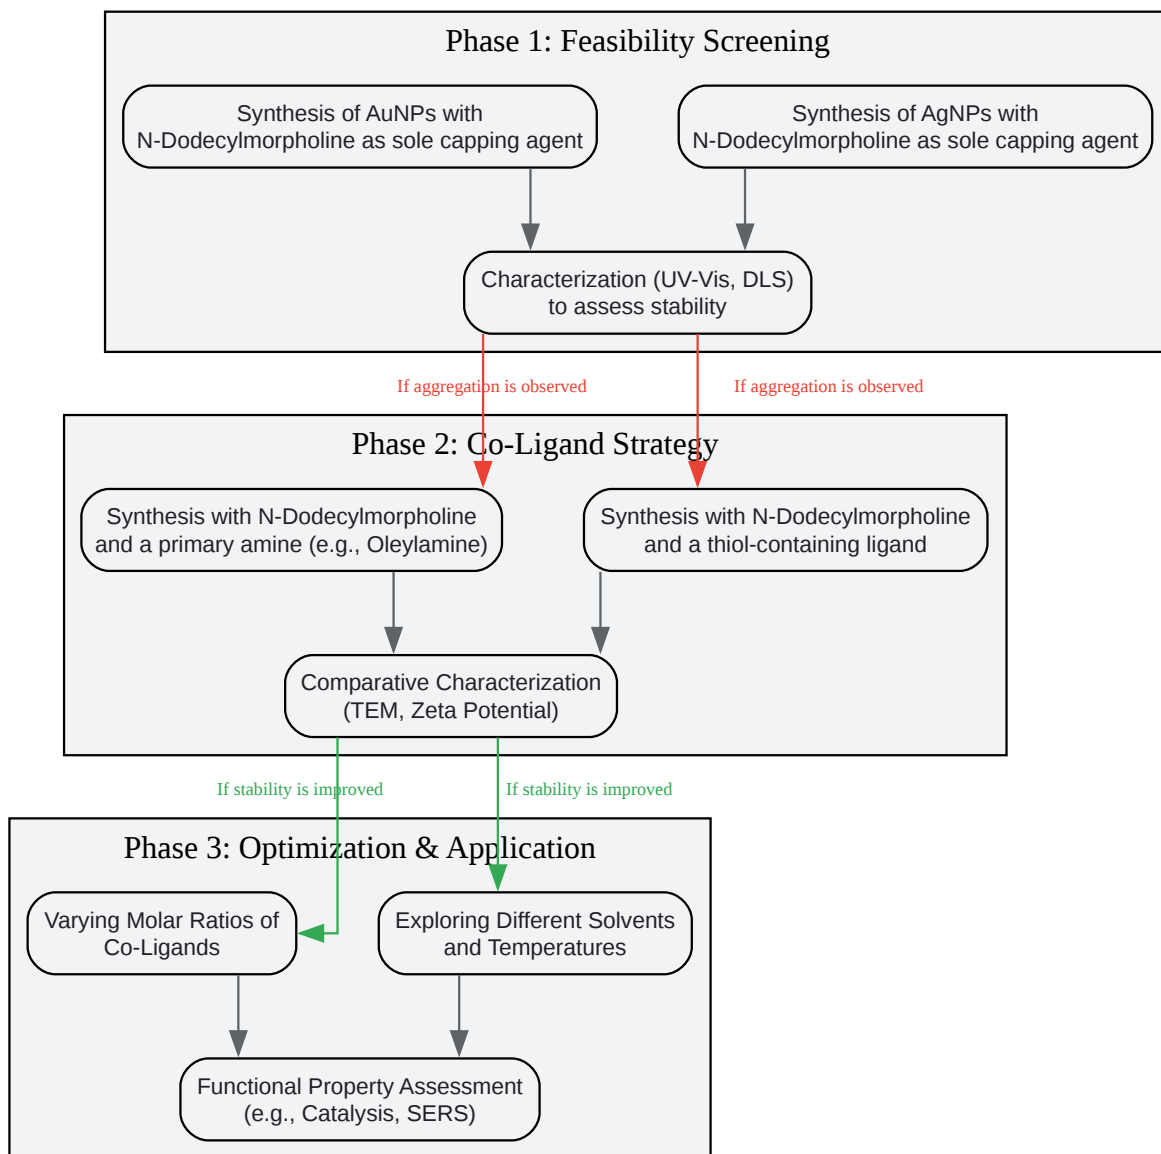 Phase 1: Feasibility Screening
Synthesis of AuNPs with
N-Dodecylmorpholine as sole capping agent
Synthesis of AgNPs with
N-Dodecylmorpholine as sole capping agent
Characterization (UV-Vis, DLS)
to assess stability
If aggregation is observed
If aggregation is observed
Phase 2: Co-Ligand Strategy
Synthesis with N-Dodecylmorpholine
and a primary amine (e.g., Oleylamine)
Synthesis with N-Dodecylmorpholine
and a thiol-containing ligand
Comparative Characterization
(TEM, Zeta Potential)
If stability is improved
If stability is improved
Phase 3: Optimization & Application
Varying Molar Ratios of
Co-Ligands
Exploring Different Solvents
and Temperatures
Functional Property Assessment
(e.g., Catalysis, SERS)